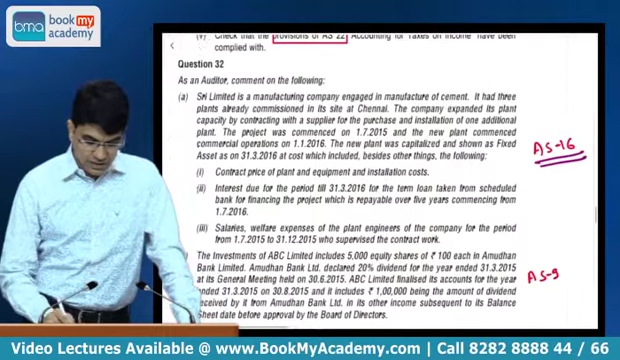 bma
book my
academy
(v) Check that the provisions of AS 22 Accounting for Taxes on Income have been
complied with.
Question 32
As an Auditor, comment on the following:
(a) Sri Limited is a manufacturing company engaged in manufacture of cement. It had three
plants already commissioned in its site at Chennai. The company expanded its plant
capacity by contracting with a supplier for the purchase and installation of one additional
plant. The project was commenced on 1.7.2015 and the new plant commenced
commercial operations on 1.1.2016. The new plant was capitalized and shown as Fixed
Asset as on 31.3.2016 at cost which included, besides other things, the following:
AS-16
(i) Contract price of plant and equipment and installation costs.
(ii) Interest due for the period till 31.3.2016 for the term loan taken from scheduled
bank for financing the project which is repayable over five years commencing from
1.7.2016.
(iii) Salaries, welfare expenses of the plant engineers of the company for the period
from 1.7.2015 to 31.12.2015 who supervised the contract work.
The Investments of ABC Limited includes 5,000 equity shares of ₹ 100 each in Amudhan
Bank Limited. Amudhan Bank Ltd. declared 20% dividend for the year ended 31.3.2015
AS-9
at its General Meeting held on 30.6.2015. ABC Limited finalised its accounts for the year
ended 31.3.2015 on 30.8.2015 and it includes ₹ 1,00,000 being the amount of dividend
received by it from Amudhan Bank Ltd. in its other income subsequent to its Balance
Sheet date before approval by the Board of Directors.
Video Lectures Available @ www.BookMyAcademy.com | Call 8282 8888 44 / 66